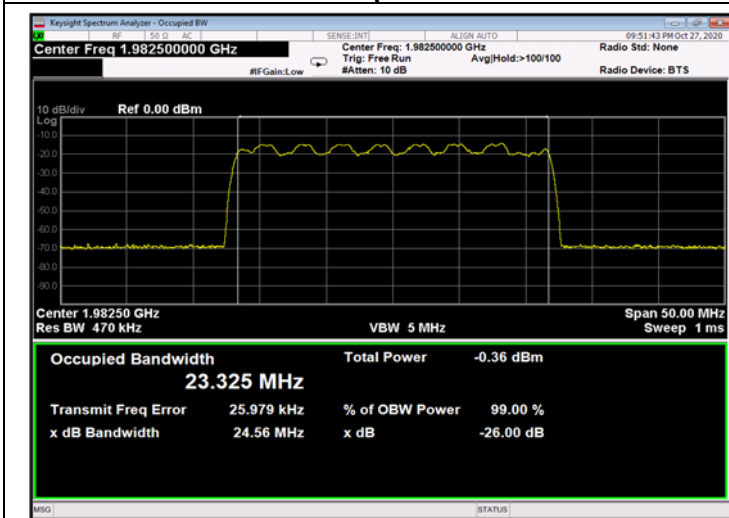 Keysight Spectrum Analyzer - Occupied BW
RF 50 Ω AC SENSE:INT ALIGN AUTO 09:51:43 PM Oct 27, 2020
Center Freq 1.982500000 GHz Center Freq: 1.982500000 GHz Radio Std: None
Trig: Free Run Avg|Hold:>100/100
#IFGain:Low #Atten: 10 dB Radio Device: BTS
10 dB/div Ref 0.00 dBm
Log
-10.0
-20.0
-30.0
-40.0
-50.0
-60.0
-70.0
-80.0
-90.0
Center 1.98250 GHz Span 50.00 MHz
Res BW 470 kHz VBW 5 MHz Sweep 1 ms
Occupied Bandwidth Total Power -0.36 dBm
23.325 MHz
Transmit Freq Error 25.979 kHz % of OBW Power 99.00 %
x dB Bandwidth 24.56 MHz x dB -26.00 dB
MSG STATUS